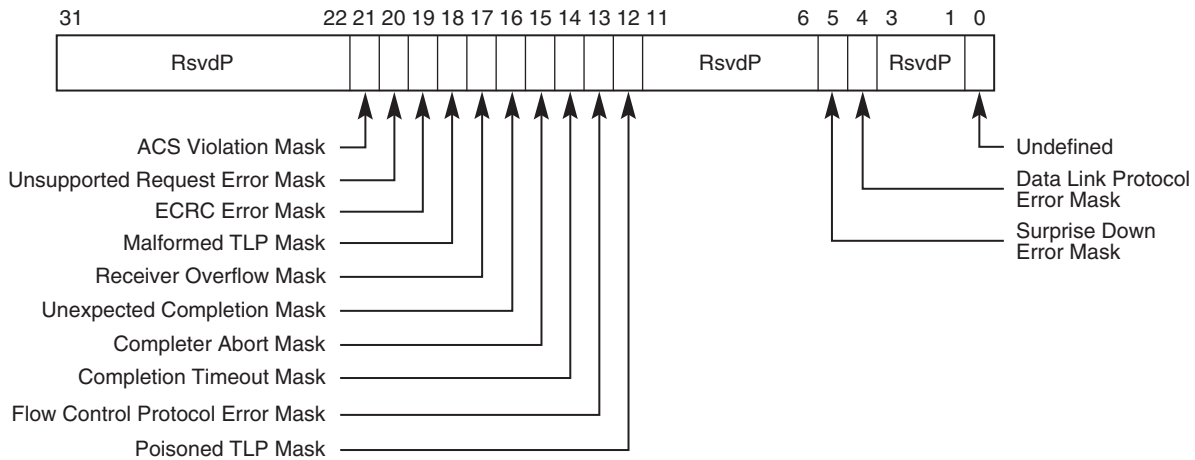 31 22 21 20 19 18 17 16 15 14 13 12 11 6 5 4 3 1 0
RsvdP RsvdP RsvdP
ACS Violation Mask
Unsupported Request Error Mask
ECRC Error Mask
Malformed TLP Mask
Receiver Overflow Mask
Unexpected Completion Mask
Completer Abort Mask
Completion Timeout Mask
Flow Control Protocol Error Mask
Poisoned TLP Mask
Undefined
Data Link Protocol
Error Mask
Surprise Down
Error Mask